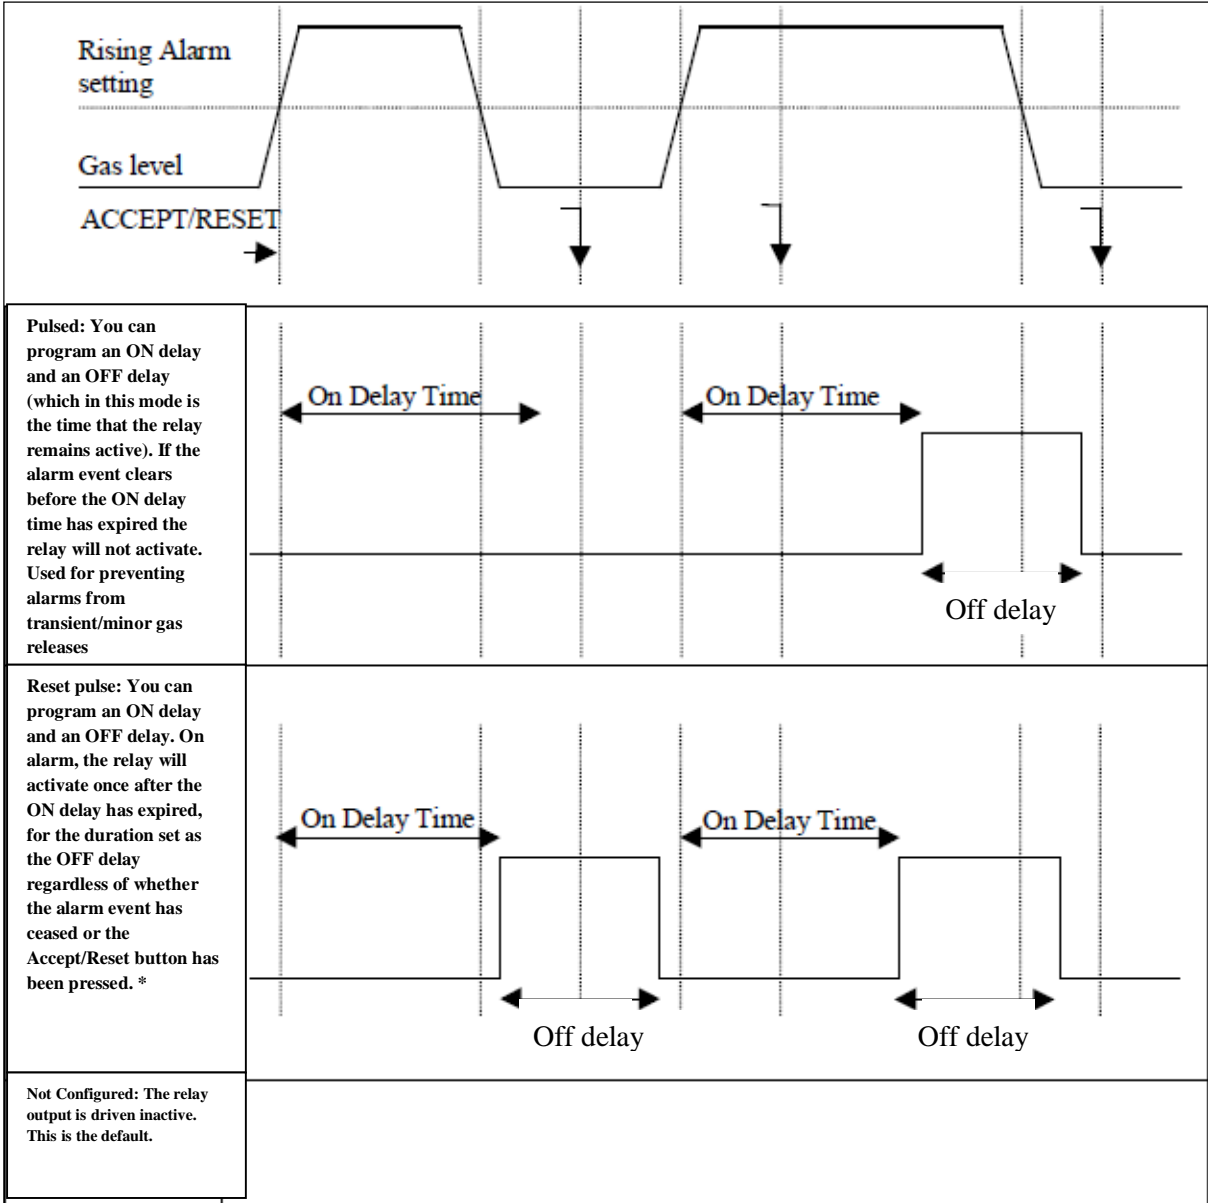 Rising Alarm
setting
Gas level
ACCEPT/RESET
Pulsed: You can
program an ON delay
and an OFF delay
(which in this mode is
the time that the relay
remains active). If the
alarm event clears
before the ON delay
time has expired the
relay will not activate.
Used for preventing
alarms from
transient/minor gas
releases
On Delay Time
On Delay Time
Off delay
Reset pulse: You can
program an ON delay
and an OFF delay. On
alarm, the relay will
activate once after the
ON delay has expired,
for the duration set as
the OFF delay
regardless of whether
the alarm event has
ceased or the
Accept/Reset button has
been pressed. *
On Delay Time
On Delay Time
Off delay
Off delay
Not Configured: The relay
output is driven inactive.
This is the default.